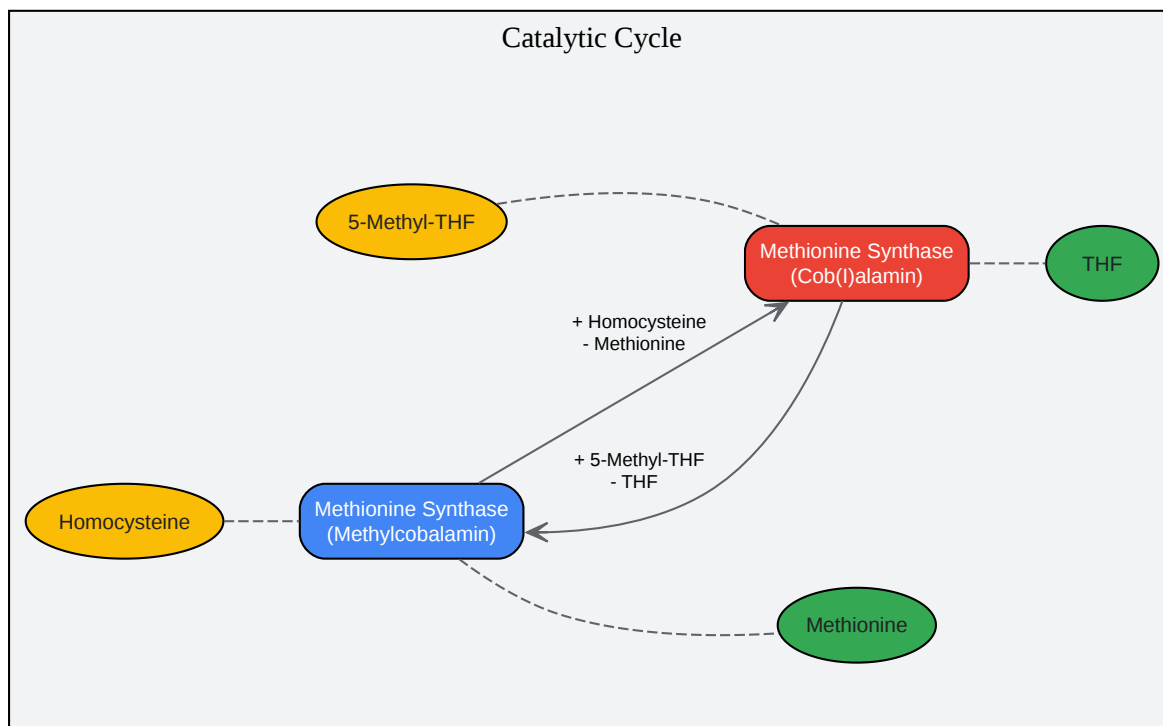 Catalytic Cycle
5-Methyl-THF
Methionine Synthase
(Cob(I)alamin)
THF
+ Homocysteine
- Methionine
+ 5-Methyl-THF
- THF
Homocysteine
Methionine Synthase
(Methylcobalamin)
Methionine